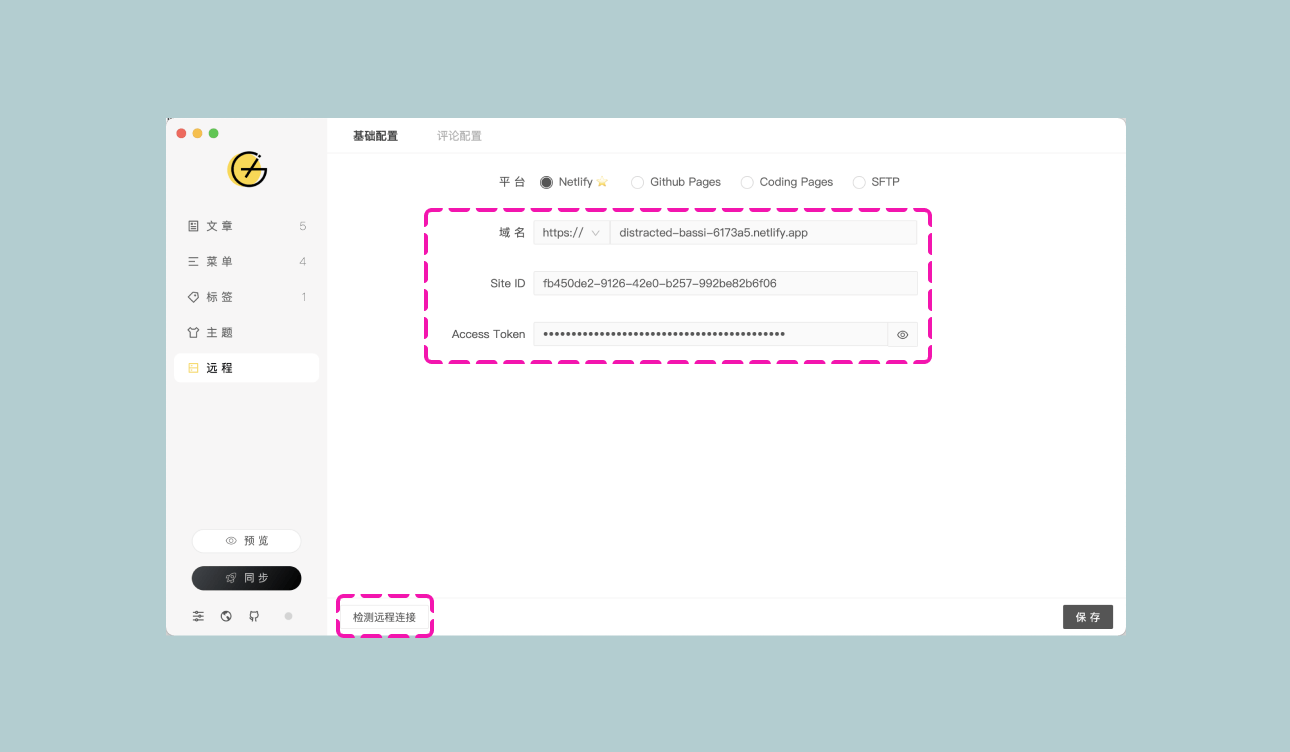 基础配置 评论配置
平台 Netlify Github Pages Coding Pages SFTP
文章 5
域名 https:// distracted-bassi-6173a5.netlify.app
菜单 4
Site ID fb450de2-9126-42e0-b257-992be82b6f06
标签 1
主题
Access Token ••••••••••••••••••••••••••••••••••••••••••••
远程
预览
同步
检测远程连接
保存